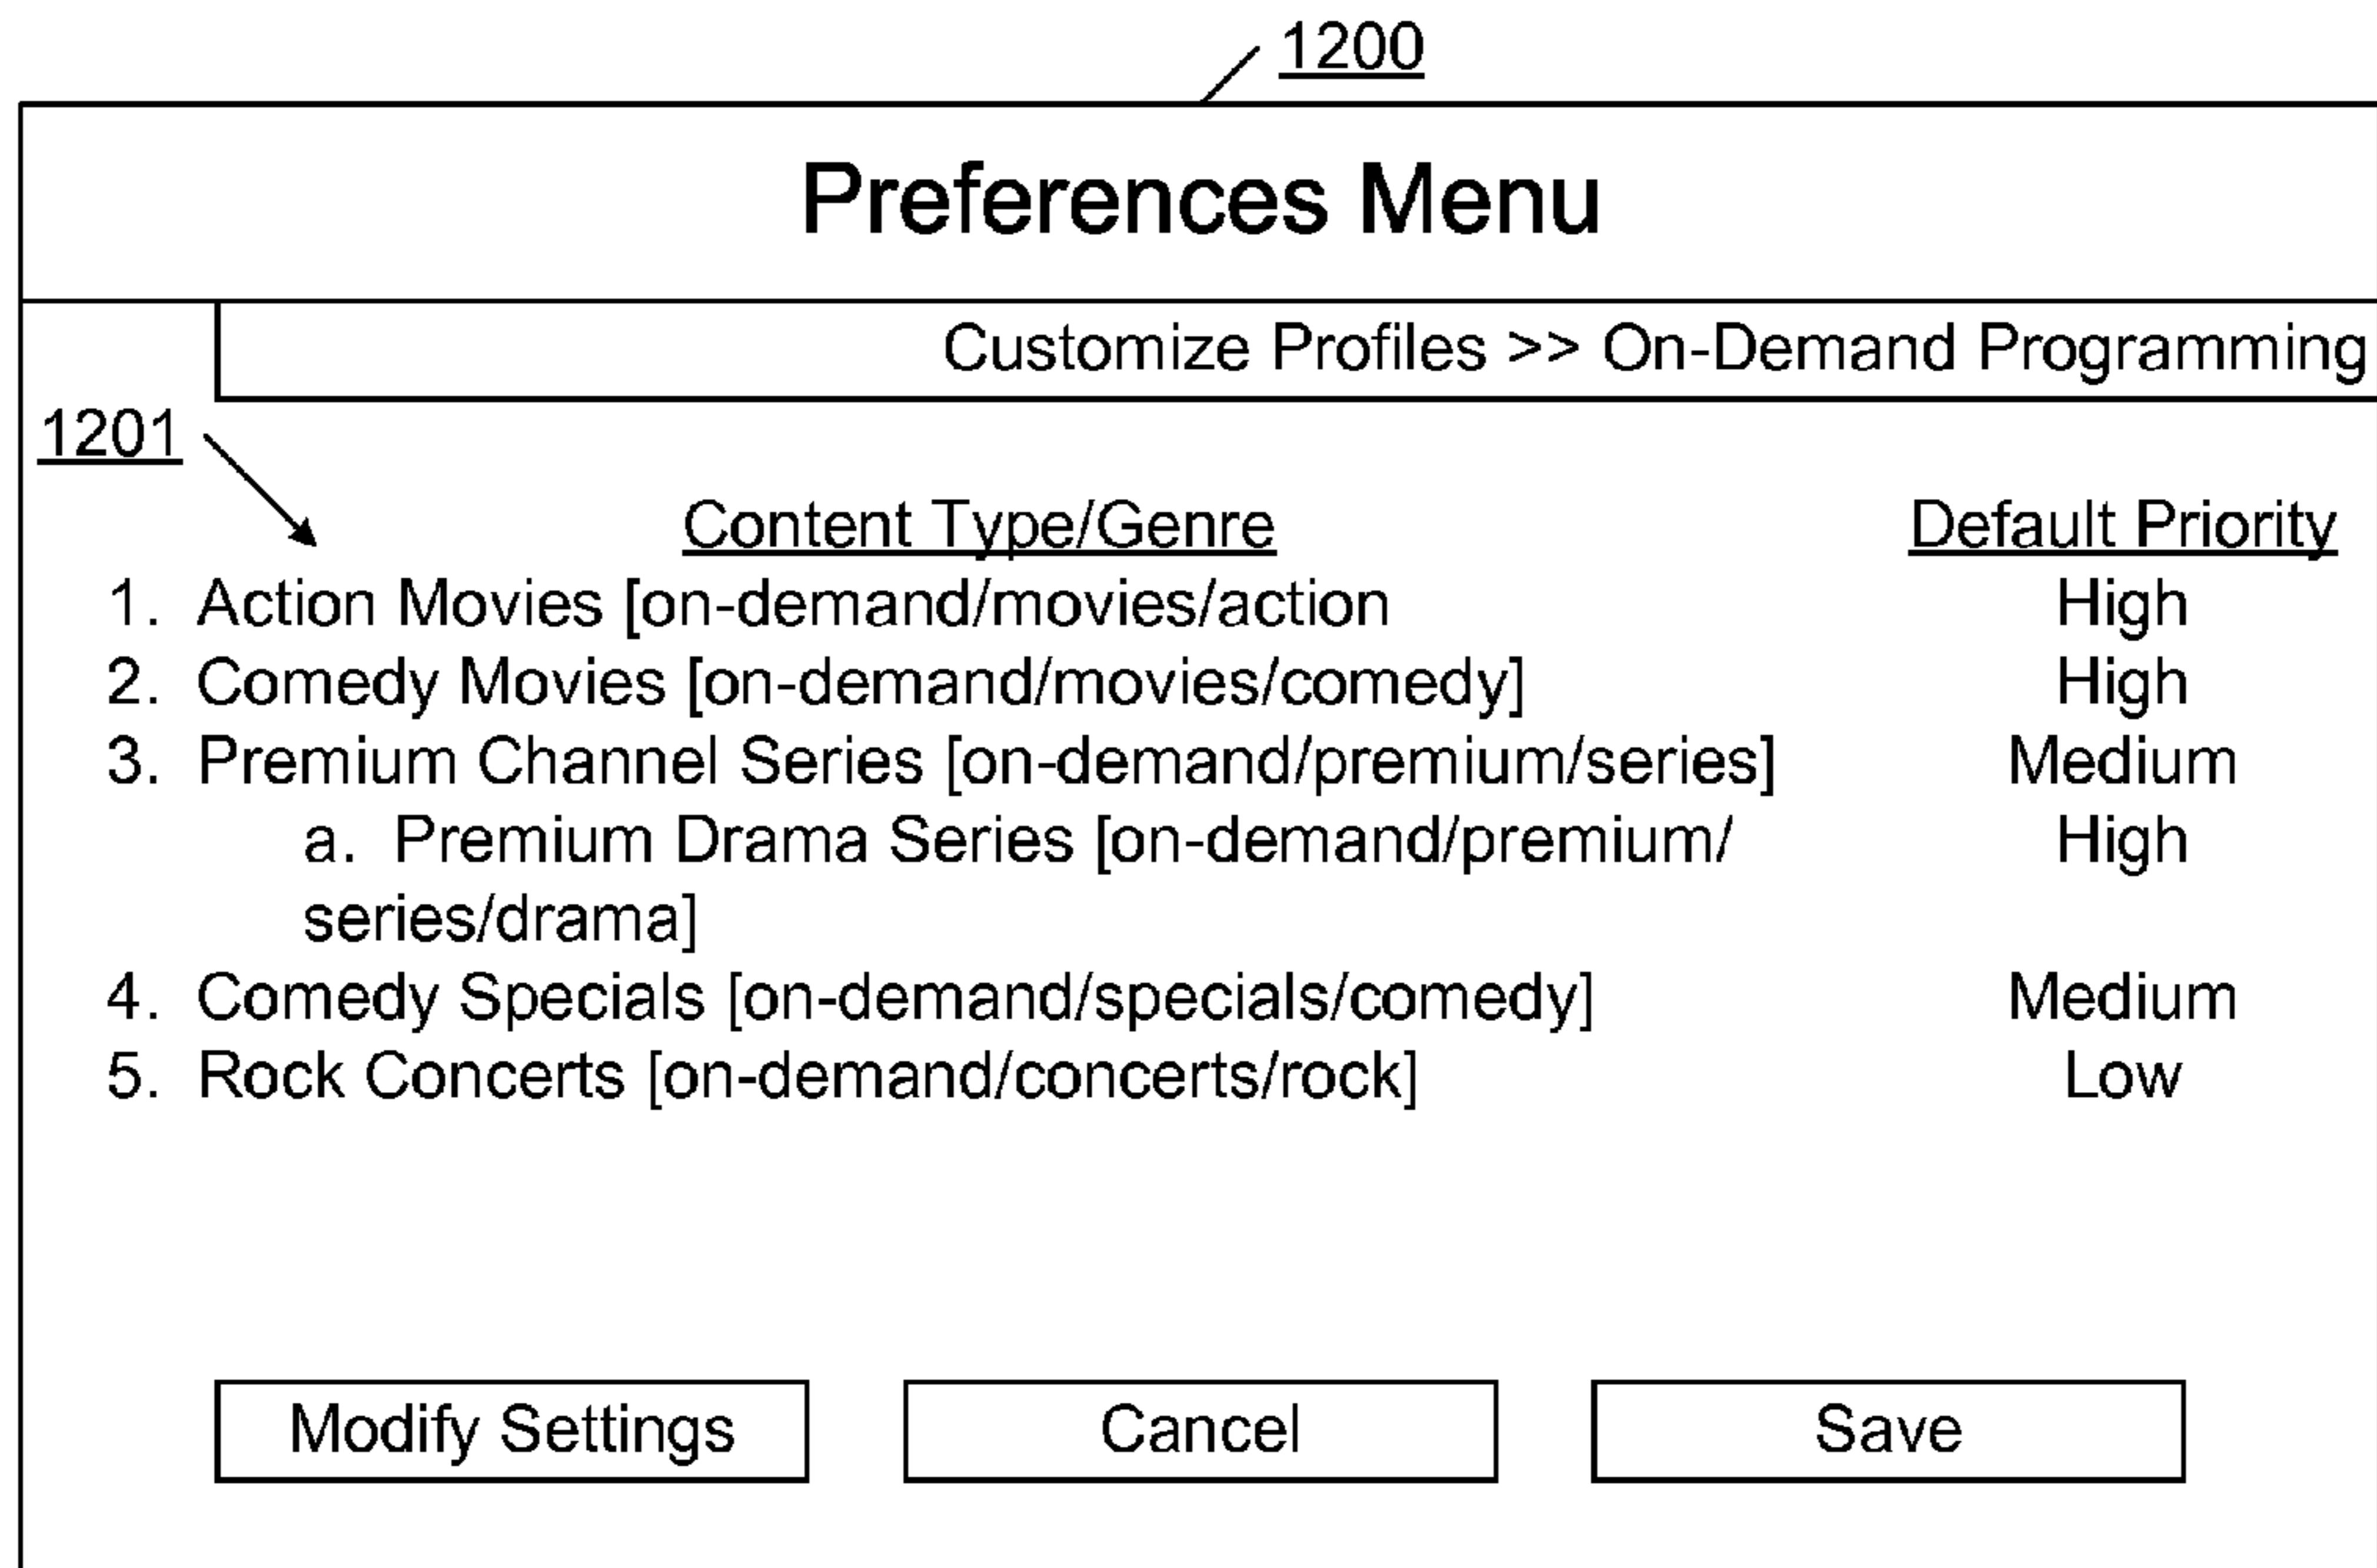 1200
Preferences Menu
Customize Profiles >> On-Demand Programming
1201
Content Type/Genre Default Priority
1. Action Movies [on-demand/movies/action High
2. Comedy Movies [on-demand/movies/comedy] High
3. Premium Channel Series [on-demand/premium/series] Medium
a. Premium Drama Series [on-demand/premium/ High
series/drama]
4. Comedy Specials [on-demand/specials/comedy] Medium
5. Rock Concerts [on-demand/concerts/rock] Low
Modify Settings Cancel Save